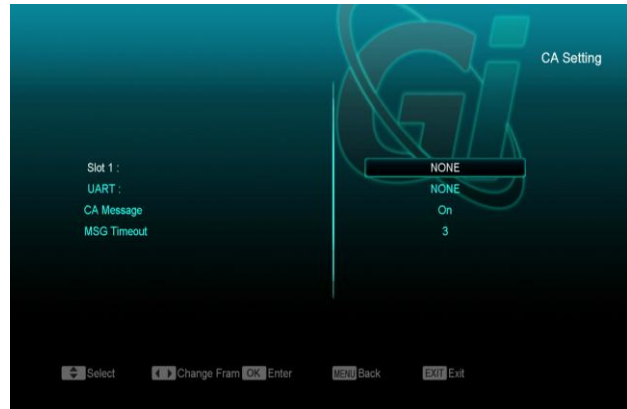 Gi
CA Setting
Slot 1 : NONE
UART : NONE
CA Message On
MSG Timeout 3
Select Change Fram OK Enter MENU Back EXIT Exit